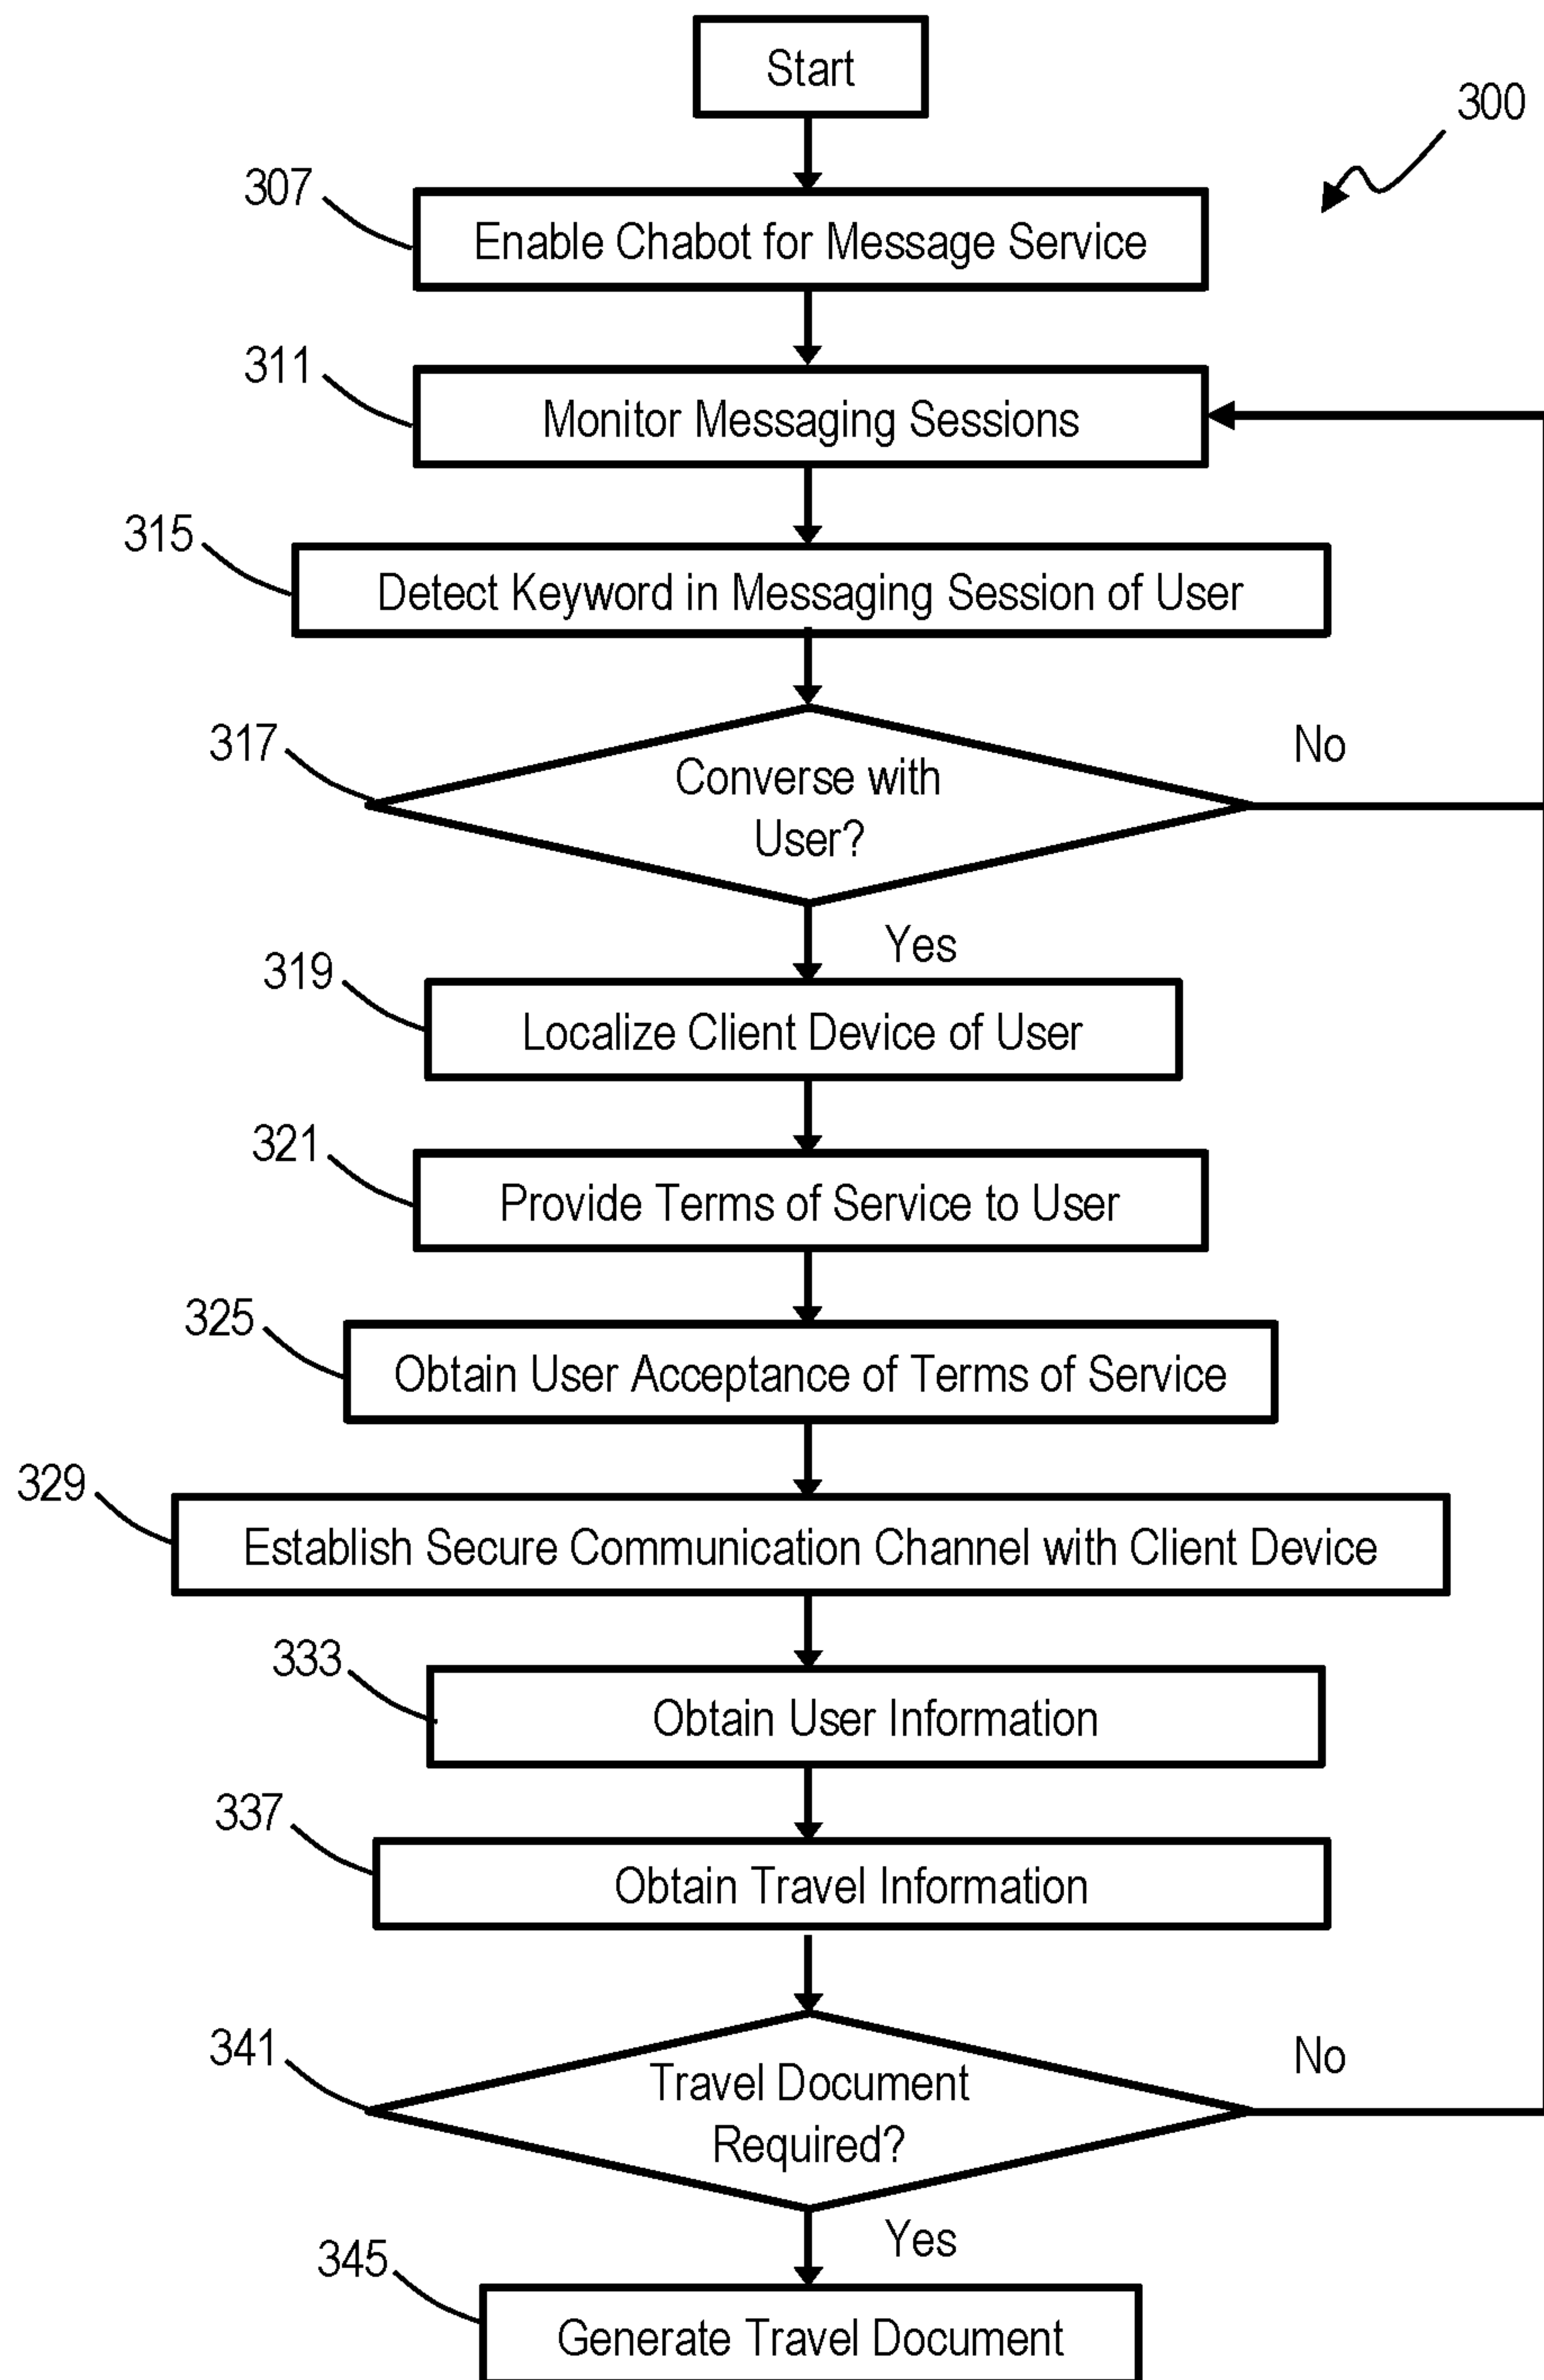 Start
300
307
Enable Chabot for Message Service
311
Monitor Messaging Sessions
315
Detect Keyword in Messaging Session of User
317
Converse with
User?
No
Yes
319
Localize Client Device of User
321
Provide Terms of Service to User
325
Obtain User Acceptance of Terms of Service
329
Establish Secure Communication Channel with Client Device
333
Obtain User Information
337
Obtain Travel Information
341
Travel Document
Required?
No
Yes
345
Generate Travel Document